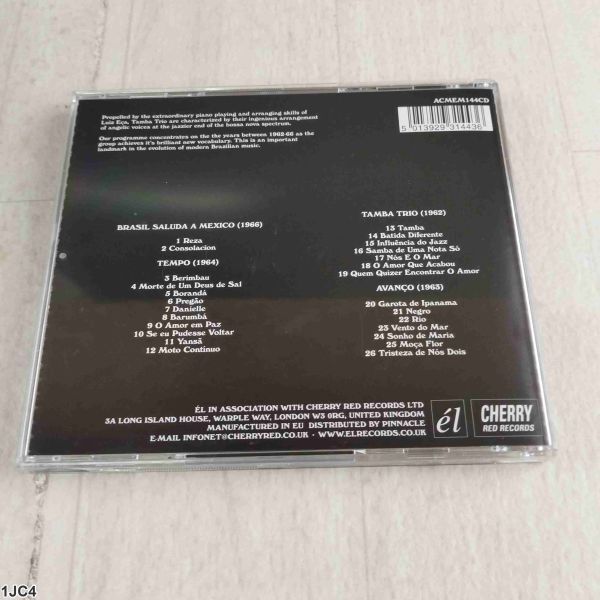 ACMEM144CD
5 013929 314436
Propelled by the extraordinary piano playing and arranging skills of
Luis Eça, Tamba Trio are characterized by their ingenious arrangement
of angelic voices at the jazzier end of the bossa nova spectrum.
Our programme concentrates on the the years between 1962-66 as the
group achieves it's brilliant new vocabulary. This is an important
landmark in the evolution of modern Brazilian music.
BRASIL SALUDA A MEXICO (1966)
1 Reza
2 Consolacion
TEMPO (1964)
3 Berimbau
4 Morte de Um Deus de Sal
5 Borandá
6 Pregão
7 Danielle
8 Barumbá
9 O Amor em Paz
10 Se eu Pudesse Voltar
11 Yansã
12 Moto Continuo
TAMBA TRIO (1962)
13 Tamba
14 Batida Diferente
15 Influência do Jazz
16 Samba de Uma Nota Só
17 Nós E O Mar
18 O Amor Que Acabou
19 Quem Quizer Encontrar O Amor
AVANÇO (1963)
20 Garota de Ipanama
21 Negro
22 Rio
23 Vento do Mar
24 Sonho de Maria
25 Moça Flor
26 Tristeza de Nós Dois
ÉL IN ASSOCIATION WITH CHERRY RED RECORDS LTD
3A LONG ISLAND HOUSE, WARPLE WAY, LONDON W3 0RG, UNITED KINGDOM
MANUFACTURED IN EU DISTRIBUTED BY PINNACLE
E-MAIL INFONET@CHERRYRED.CO.UK · WWW.ELRECORDS.CO.UK
él
CHERRY
RED RECORDS
1JC4